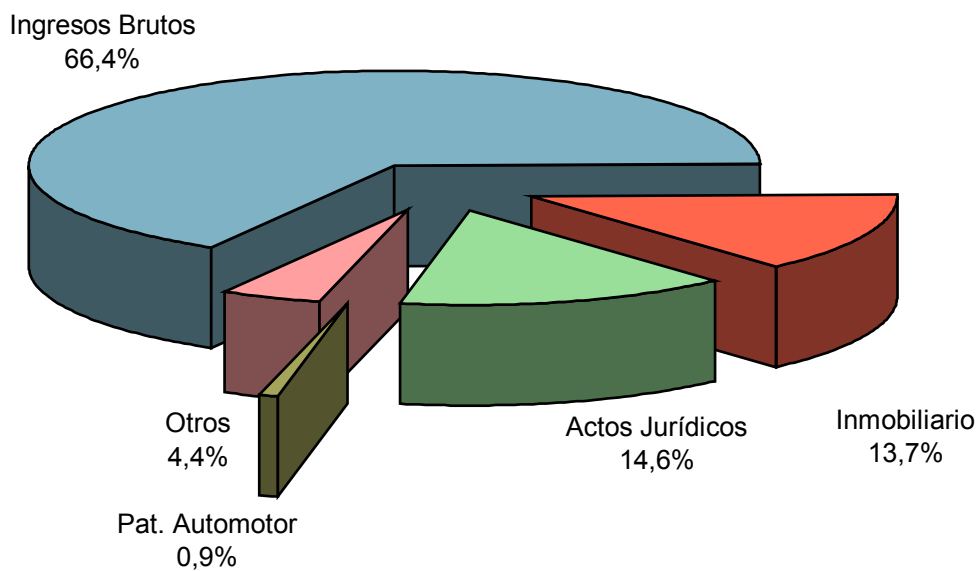 Ingresos Brutos
66,4%
Inmobiliario
13,7%
Actos Jurídicos
14,6%
Otros
4,4%
Pat. Automotor
0,9%